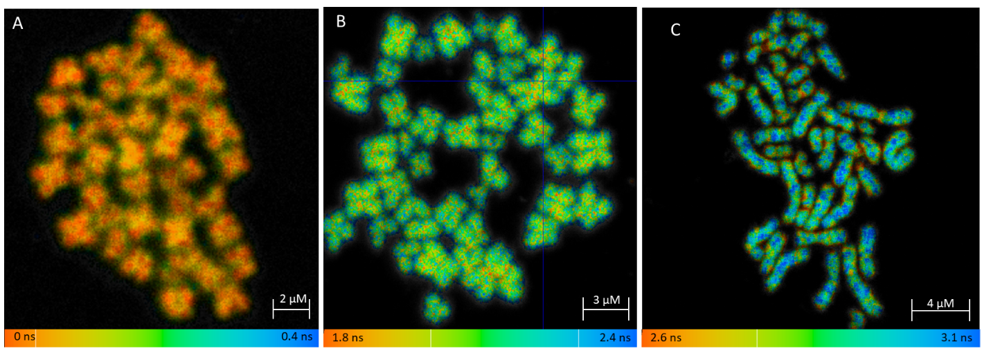 A
B
C
2 µM
3 µM
4 µM
0 ns 0.4 ns
1.8 ns 2.4 ns
2.6 ns 3.1 ns